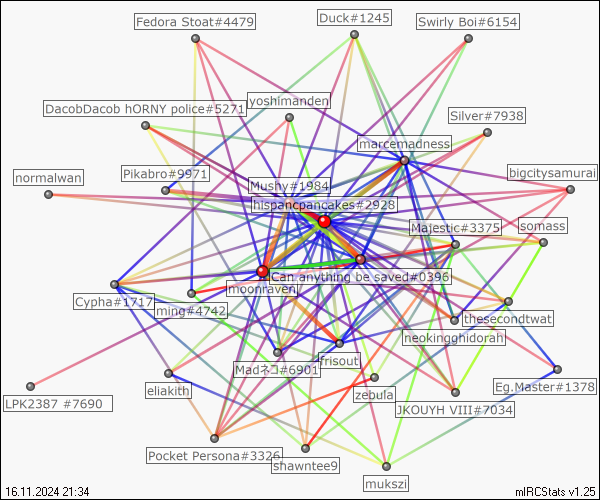 Fedora Stoat#4479
Duck#1245
Swirly Boi#6154
DacobDacob hORNY police#5271
yoshimanden
Silver#7938
marcemadness
normalwan
Pikabro#9971
Mushy#1984
bigcitysamurai
hispancpancakes#2928
Majestic#3375
somass
Can anything be saved#0396
moonraven
Cypha#1717
ming#4742
thesecondtwat
neokingghidorah
frisout
Madネコ#6901
eliakith
zebula
Eg.Master#1378
LPK2387 #7690
JKOUYH VIII#7034
Pocket Persona#3326
shawntee9
mukszi
16.11.2024 21:34
mIRCStats v1.25